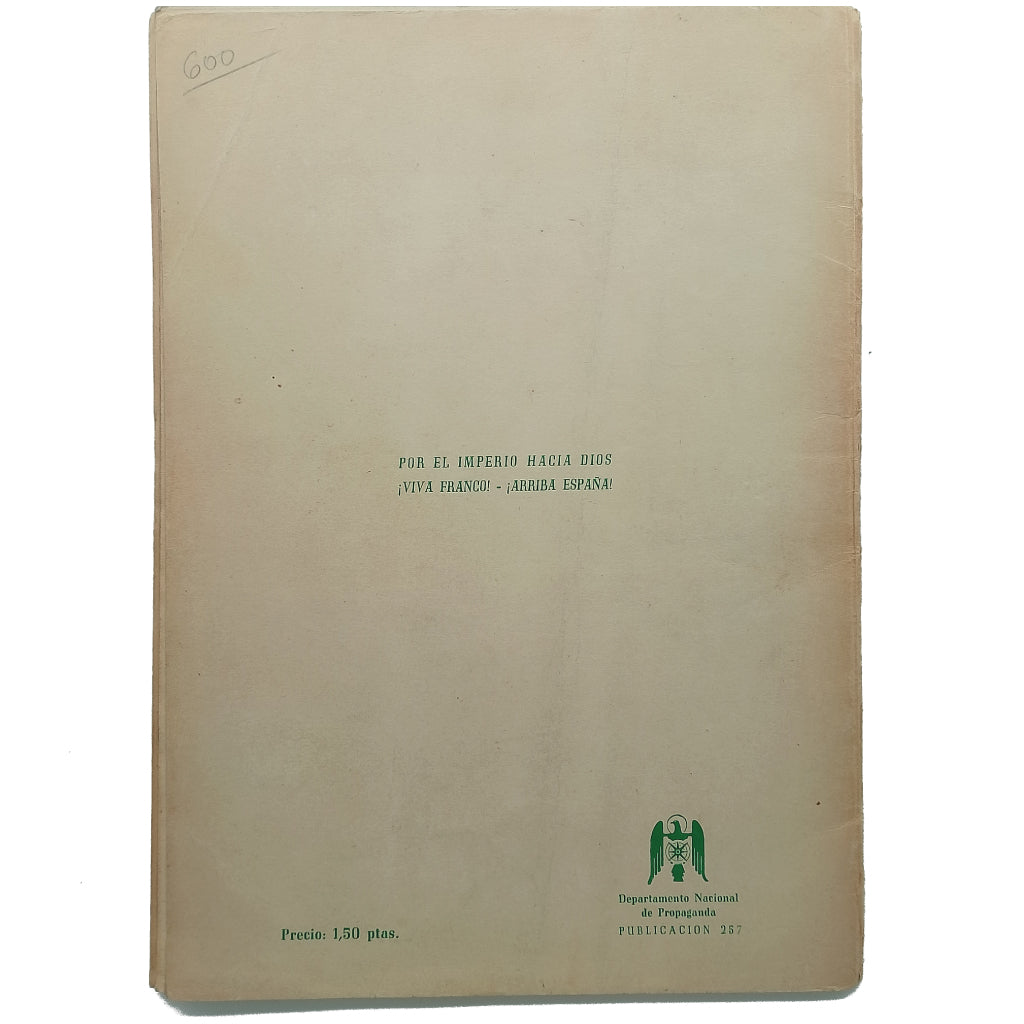 600
POR EL IMPERIO HACIA DIOS
¡VIVA FRANCO! - ¡ARRIBA ESPAÑA!
Departamento Nacional
de Propaganda
PUBLICACION 257
Precio: 1,50 ptas.